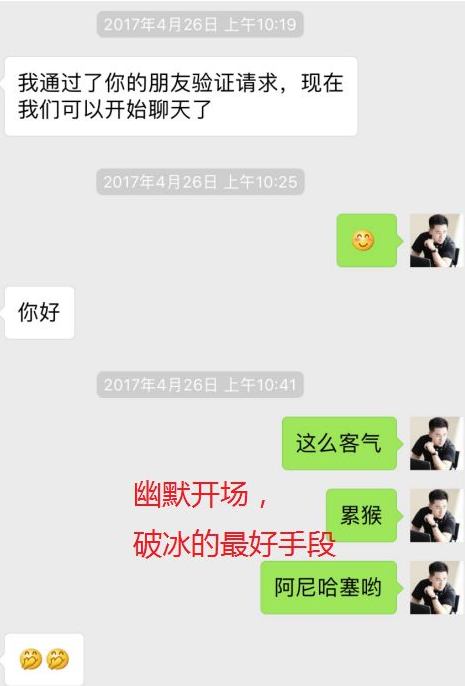 2017年4月26日 上午10:19
我通过了你的朋友验证请求，现在
我们可以开始聊天了
2017年4月26日 上午10:25
你好
2017年4月26日 上午10:41
这么客气
幽默开场，
累猴
破冰的最好手段
阿尼哈塞哟